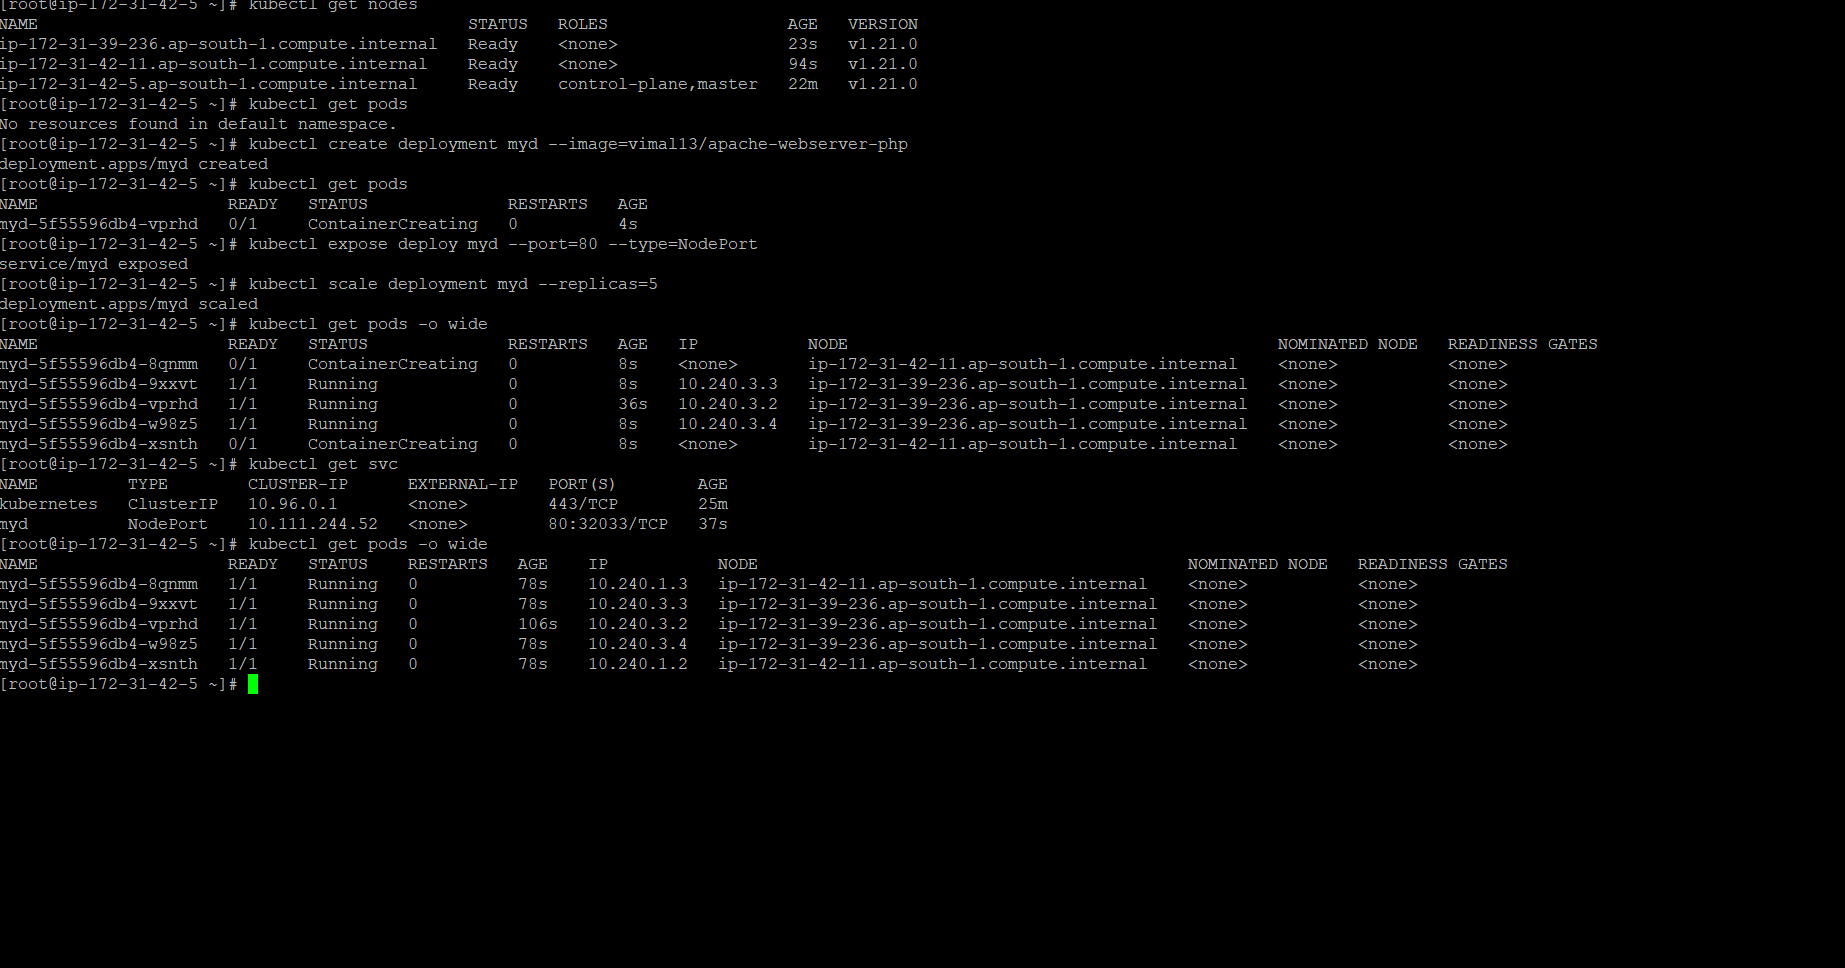 [root@ip-172-31-42-5 ~]# kubectl get nodes
NAME STATUS ROLES AGE VERSION
ip-172-31-39-236.ap-south-1.compute.internal Ready <none> 23s v1.21.0
ip-172-31-42-11.ap-south-1.compute.internal Ready <none> 94s v1.21.0
ip-172-31-42-5.ap-south-1.compute.internal Ready control-plane,master 22m v1.21.0
[root@ip-172-31-42-5 ~]# kubectl get pods
No resources found in default namespace.
[root@ip-172-31-42-5 ~]# kubectl create deployment myd --image=vimal13/apache-webserver-php
deployment.apps/myd created
[root@ip-172-31-42-5 ~]# kubectl get pods
NAME READY STATUS RESTARTS AGE
myd-5f55596db4-vprhd 0/1 ContainerCreating 0 4s
[root@ip-172-31-42-5 ~]# kubectl expose deploy myd --port=80 --type=NodePort
service/myd exposed
[root@ip-172-31-42-5 ~]# kubectl scale deployment myd --replicas=5
deployment.apps/myd scaled
[root@ip-172-31-42-5 ~]# kubectl get pods -o wide
NAME READY STATUS RESTARTS AGE IP NODE NOMINATED NODE READINESS GATES
myd-5f55596db4-8qnmm 0/1 ContainerCreating 0 8s <none> ip-172-31-42-11.ap-south-1.compute.internal <none> <none>
myd-5f55596db4-9xxvt 1/1 Running 0 8s 10.240.3.3 ip-172-31-39-236.ap-south-1.compute.internal <none> <none>
myd-5f55596db4-vprhd 1/1 Running 0 36s 10.240.3.2 ip-172-31-39-236.ap-south-1.compute.internal <none> <none>
myd-5f55596db4-w98z5 1/1 Running 0 8s 10.240.3.4 ip-172-31-39-236.ap-south-1.compute.internal <none> <none>
myd-5f55596db4-xsnth 0/1 ContainerCreating 0 8s <none> ip-172-31-42-11.ap-south-1.compute.internal <none> <none>
[root@ip-172-31-42-5 ~]# kubectl get svc
NAME TYPE CLUSTER-IP EXTERNAL-IP PORT(S) AGE
kubernetes ClusterIP 10.96.0.1 <none> 443/TCP 25m
myd NodePort 10.111.244.52 <none> 80:32033/TCP 37s
[root@ip-172-31-42-5 ~]# kubectl get pods -o wide
NAME READY STATUS RESTARTS AGE IP NODE NOMINATED NODE READINESS GATES
myd-5f55596db4-8qnmm 1/1 Running 0 78s 10.240.1.3 ip-172-31-42-11.ap-south-1.compute.internal <none> <none>
myd-5f55596db4-9xxvt 1/1 Running 0 78s 10.240.3.3 ip-172-31-39-236.ap-south-1.compute.internal <none> <none>
myd-5f55596db4-vprhd 1/1 Running 0 106s 10.240.3.2 ip-172-31-39-236.ap-south-1.compute.internal <none> <none>
myd-5f55596db4-w98z5 1/1 Running 0 78s 10.240.3.4 ip-172-31-39-236.ap-south-1.compute.internal <none> <none>
myd-5f55596db4-xsnth 1/1 Running 0 78s 10.240.1.2 ip-172-31-42-11.ap-south-1.compute.internal <none> <none>
[root@ip-172-31-42-5 ~]#